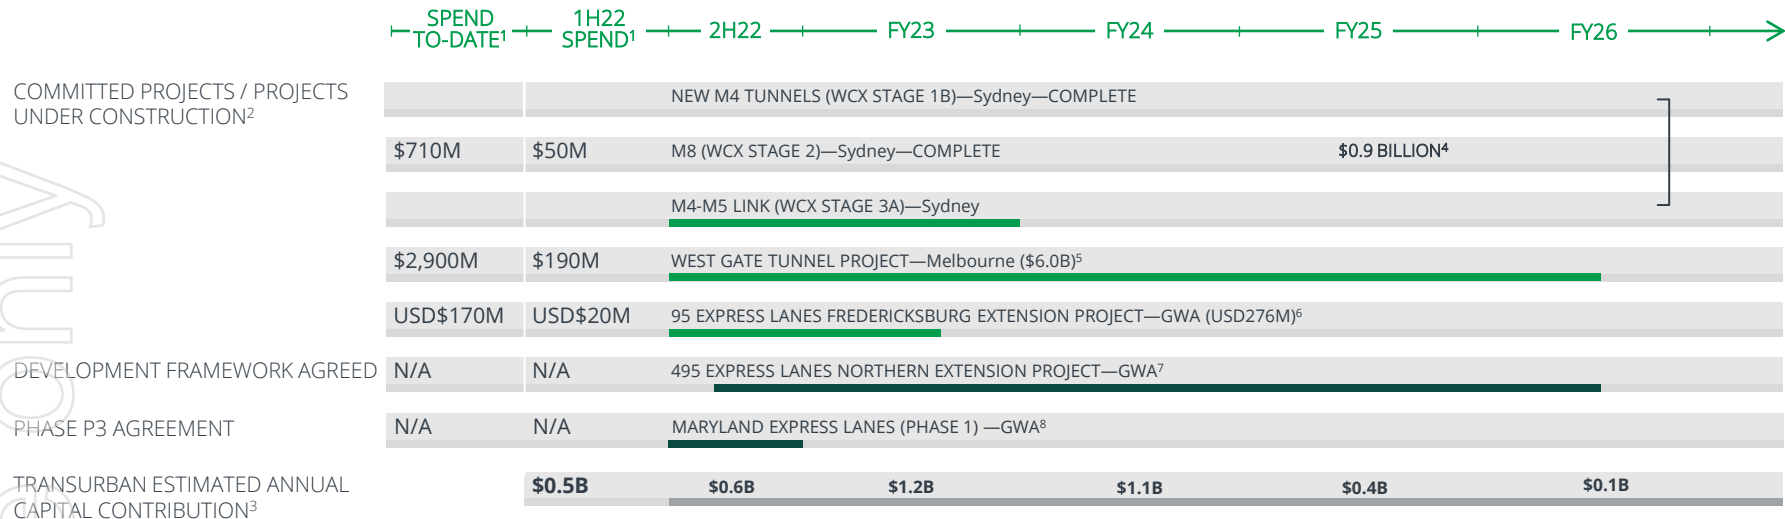 SPEND TO-DATE¹ 1H22 SPEND¹ 2H22 FY23 FY24 FY25 FY26
COMMITTED PROJECTS / PROJECTS
UNDER CONSTRUCTION²
NEW M4 TUNNELS (WCX STAGE 1B)—Sydney—COMPLETE
$710M $50M M8 (WCX STAGE 2)—Sydney—COMPLETE $0.9 BILLION⁴
M4-M5 LINK (WCX STAGE 3A)—Sydney
$2,900M $190M WEST GATE TUNNEL PROJECT—Melbourne ($6.0B)⁵
USD$170M USD$20M 95 EXPRESS LANES FREDERICKSBURG EXTENSION PROJECT—GWA (USD276M)⁶
DEVELOPMENT FRAMEWORK AGREED N/A N/A 495 EXPRESS LANES NORTHERN EXTENSION PROJECT—GWA⁷
PHASE P3 AGREEMENT N/A N/A MARYLAND EXPRESS LANES (PHASE 1) —GWA⁸
TRANSURBAN ESTIMATED ANNUAL
CAPITAL CONTRIBUTION³ $0.5B $0.6B $1.2B $1.1B $0.4B $0.1B
only